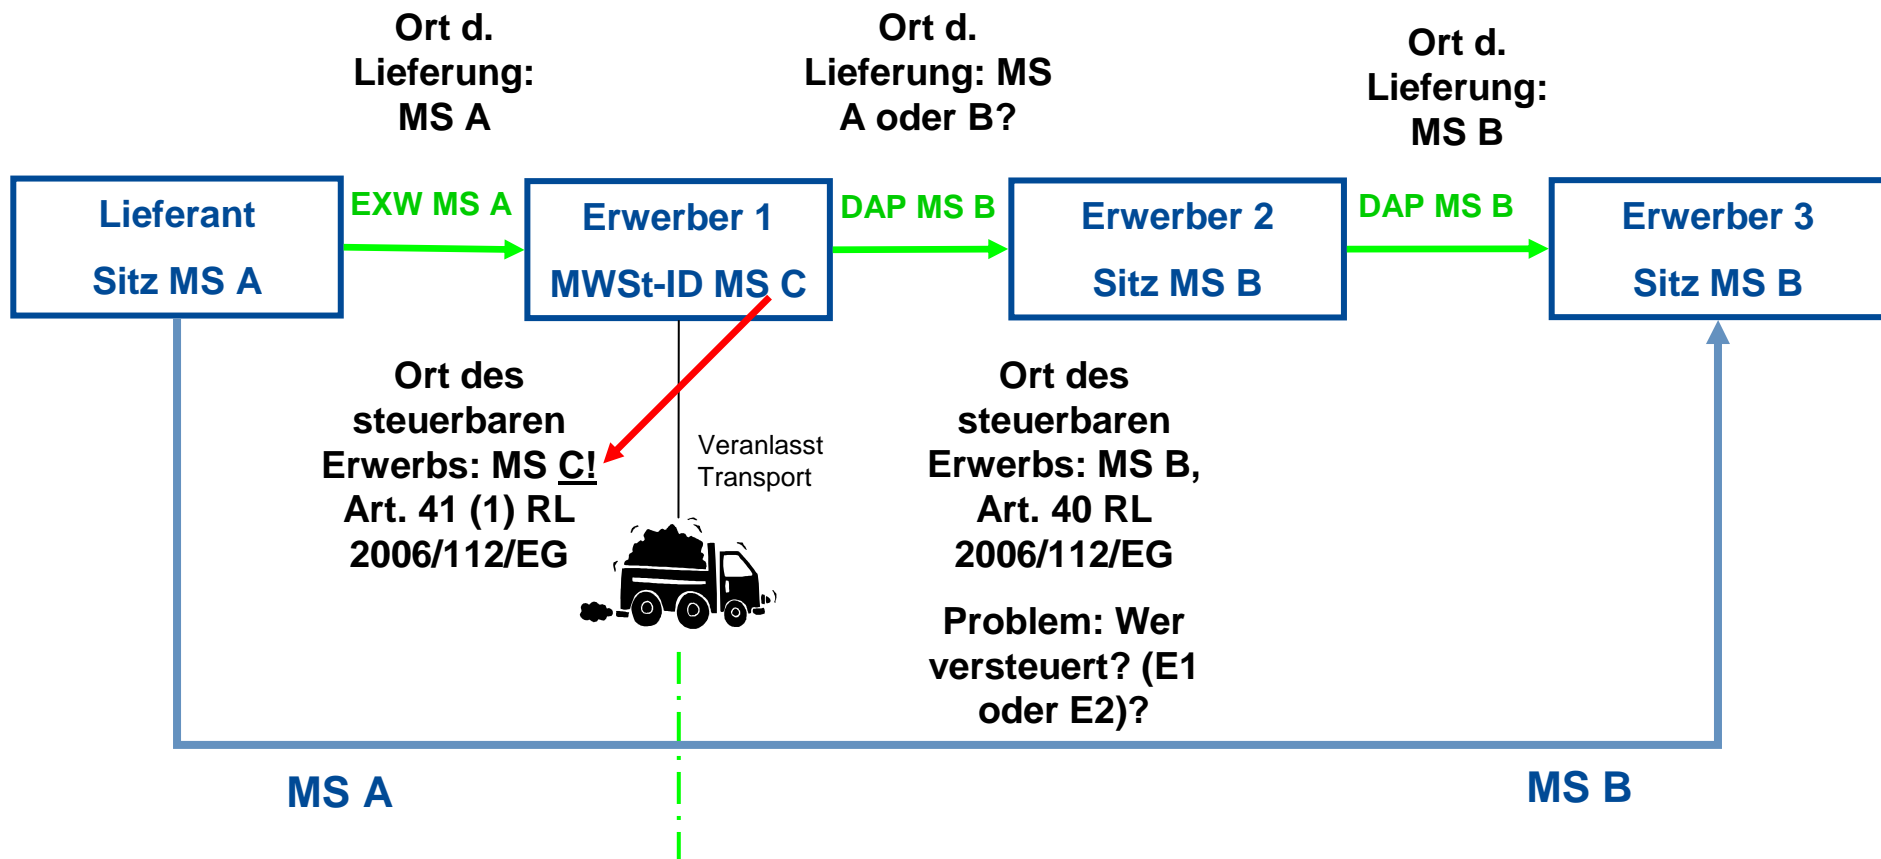 Ort d.
Lieferung:
MS A
Ort d.
Lieferung: MS
A oder B?
Ort d.
Lieferung:
MS B
Lieferant
Sitz MS A
EXW MS A
Erwerber 1
MWSt-ID MS C
DAP MS B
Erwerber 2
Sitz MS B
DAP MS B
Erwerber 3
Sitz MS B
Ort des
steuerbaren
Erwerbs: MS C!
Art. 41 (1) RL
2006/112/EG
Veranlasst
Transport
Ort des
steuerbaren
Erwerbs: MS B,
Art. 40 RL
2006/112/EG
Problem: Wer
versteuert? (E1
oder E2)?
MS A
MS B